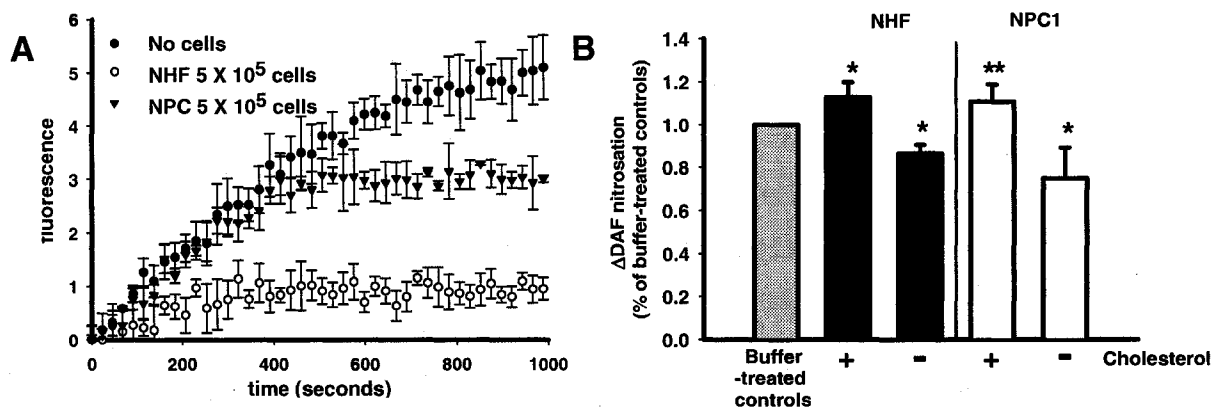 A
No cells
NHF 5 X 10⁵ cells
NPC 5 X 10⁵ cells
fluorescence
6
5
4
3
2
1
0
0 200 400 600 800 1000
time (seconds)
B
NHF NPC1
ΔDAF nitrosation
(% of buffer-treated controls)
1.4
1.2
1.0
0.8
0.6
0.4
0.2
0.0
* * ** *
Buffer
-treated
controls
+ - + - Cholesterol